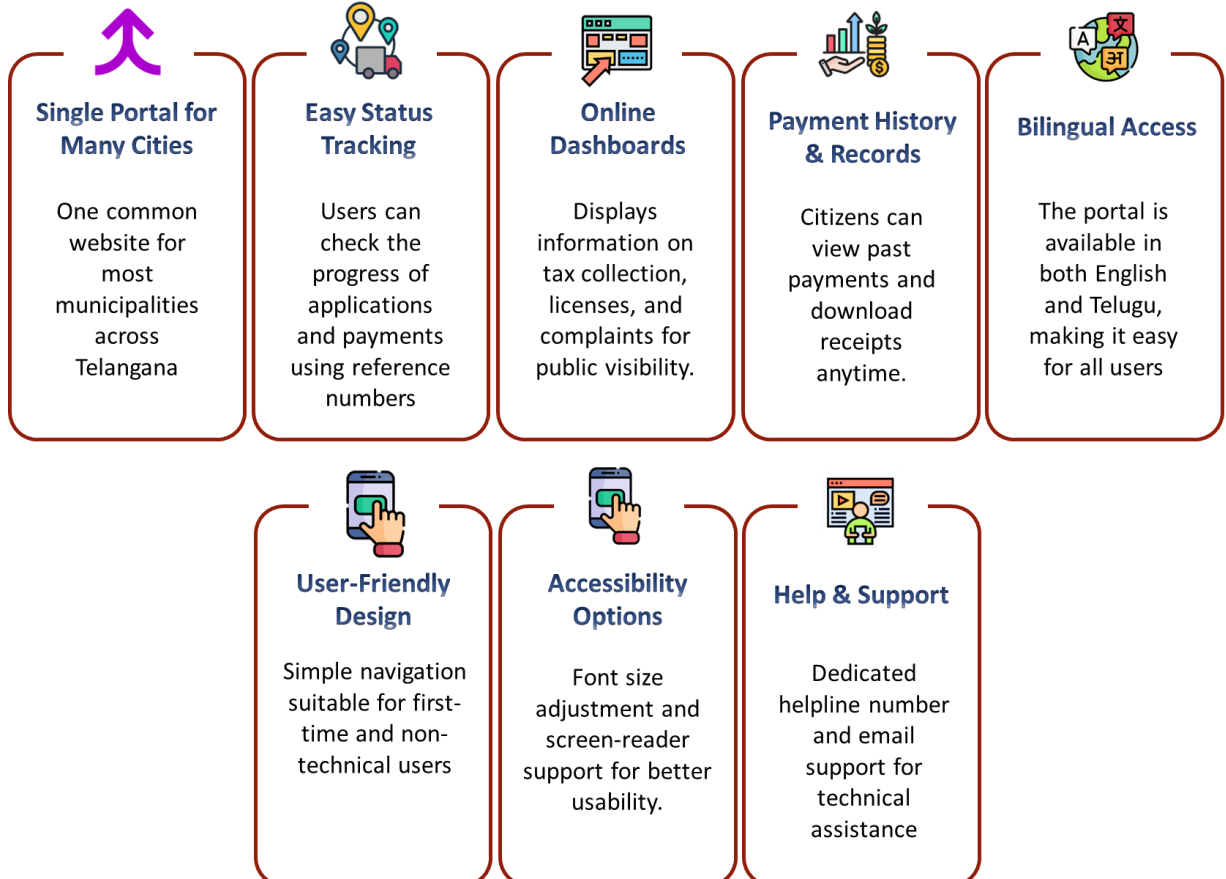 A
文
अ
Single Portal for
Many Cities
One common
website for
most
municipalities
across
Telangana
Easy Status
Tracking
Users can
check the
progress of
applications
and payments
using reference
numbers
Online
Dashboards
Displays
information on
tax collection,
licenses, and
complaints for
public visibility.
$
Payment History
& Records
Citizens can
view past
payments and
download
receipts
anytime.
Bilingual Access
The portal is
available in
both English
and Telugu,
making it easy
for all users
User-Friendly
Design
Simple navigation
suitable for first-
time and non-
technical users
Accessibility
Options
Font size
adjustment and
screen-reader
support for better
usability.
Help & Support
Dedicated
helpline number
and email
support for
technical
assistance